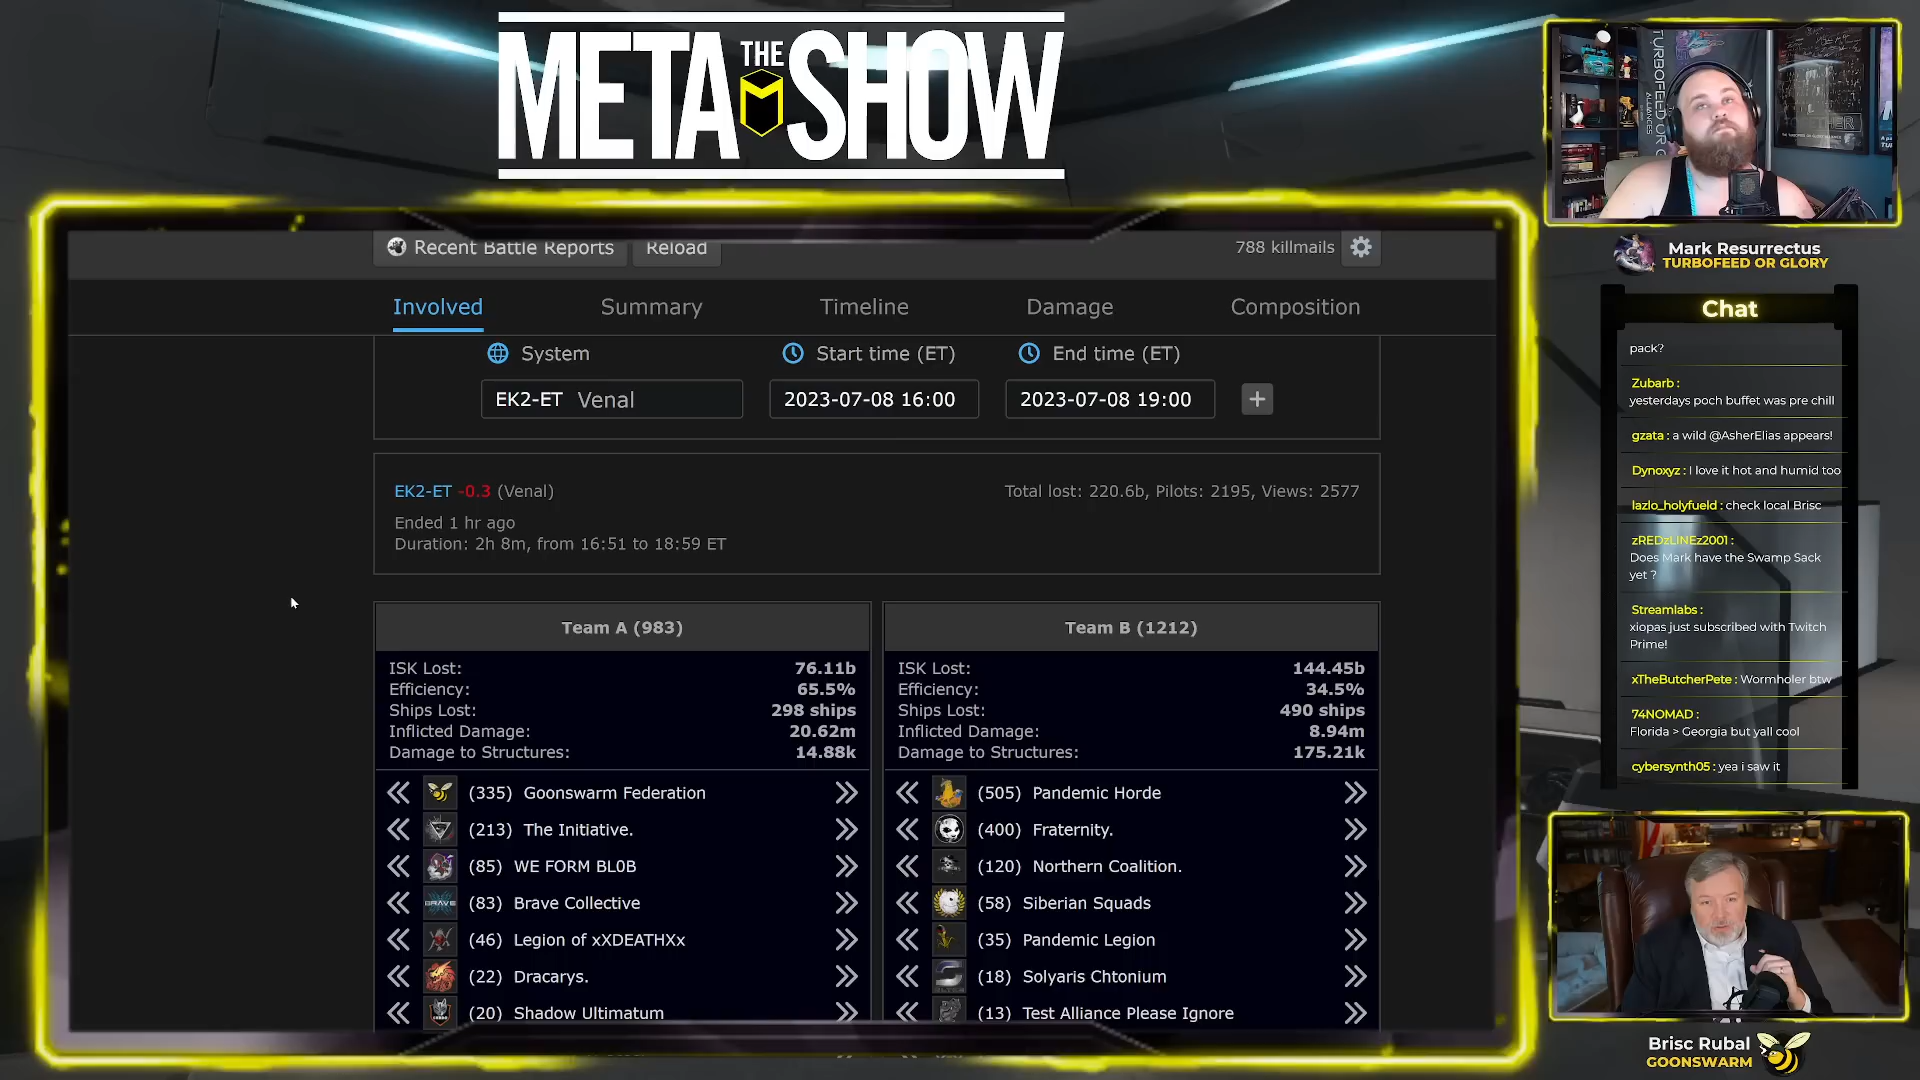 META THE SHOW
Recent Battle Reports
Reload
788 killmails
Involved
Summary
Timeline
Damage
Composition
System
Start time (ET)
End time (ET)
EK2-ET Venal
2023-07-08 16:00
2023-07-08 19:00
+
EK2-ET -0.3 (Venal)
Total lost: 220.6b, Pilots: 2195, Views: 2577
Ended 1 hr ago
Duration: 2h 8m, from 16:51 to 18:59 ET
Team A (983)
ISK Lost: 76.11b
Efficiency: 65.5%
Ships Lost: 298 ships
Inflicted Damage: 20.62m
Damage to Structures: 14.88k
(335) Goonswarm Federation
(213) The Initiative.
(85) WE FORM BL0B
(83) Brave Collective
(46) Legion of xXDEATHXx
(22) Dracarys.
(20) Shadow Ultimatum
Team B (1212)
ISK Lost: 144.45b
Efficiency: 34.5%
Ships Lost: 490 ships
Inflicted Damage: 8.94m
Damage to Structures: 175.21k
(505) Pandemic Horde
(400) Fraternity.
(120) Northern Coalition.
(58) Siberian Squads
(35) Pandemic Legion
(18) Solyaris Chtonium
(13) Test Alliance Please Ignore
TURBOFEED OR
ALLIANCES
Mark Resurrectus
TURBOFEED OR GLORY
Chat
pack?
Zubarb :
yesterdays poch buffet was pre chill
gzata : a wild @AsherElias appears!
Dynoxyz : I love it hot and humid too
lazlo_holyfueld : check local Brisc
zREDzLINEz2001 :
Does Mark have the Swamp Sack
yet ?
Streamlabs :
xiopas just subscribed with Twitch
Prime!
xTheButcherPete : Wormholer btw
74NOMAD :
Florida > Georgia but yall cool
cybersynth05 : yea i saw it
Brisc Rubal
GOONSWARM